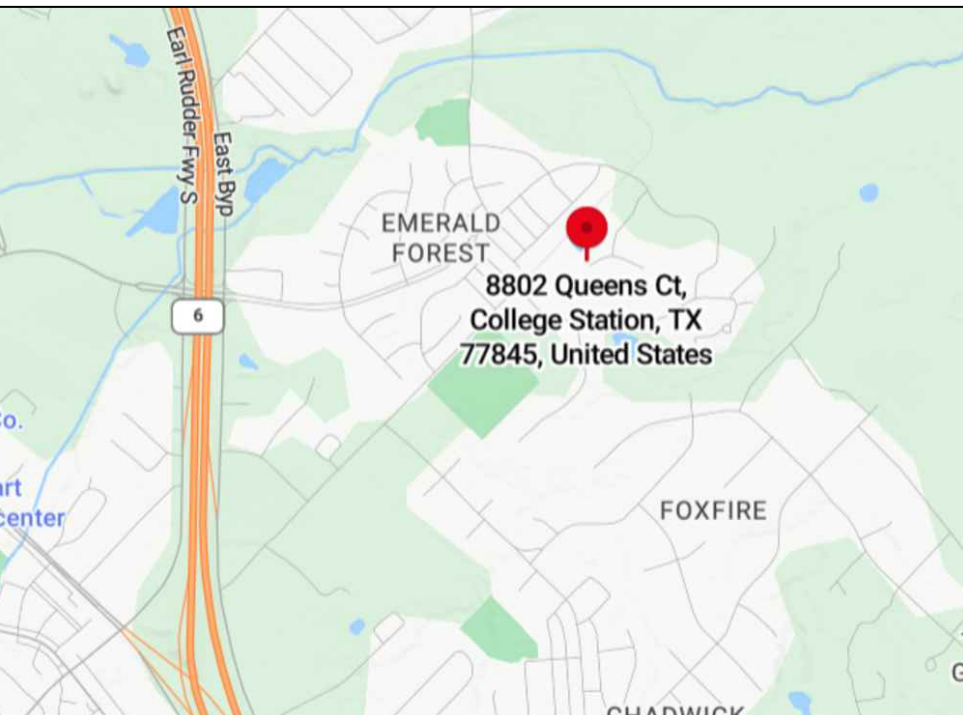 Earl Rudder Fwy S
East Byp
EMERALD
FOREST
8802 Queens Ct,
College Station, TX
77845, United States
6
Co.
art
center
FOXFIRE
CHADWICK
G